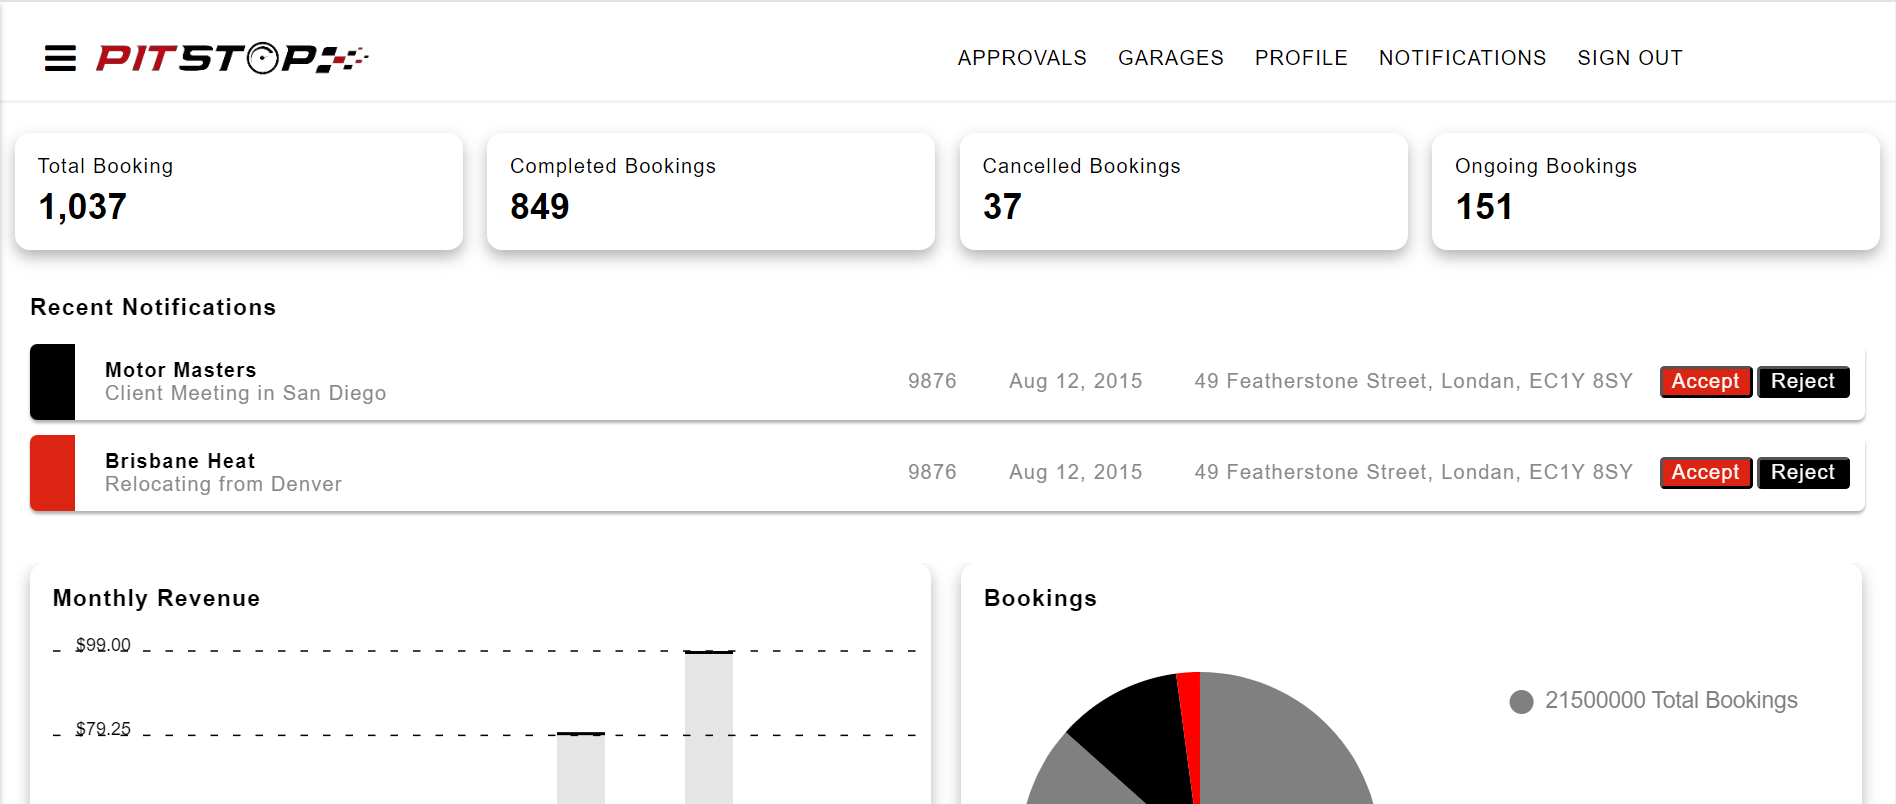 PITSTOP
APPROVALS GARAGES PROFILE NOTIFICATIONS SIGN OUT
Total Booking
1,037
Completed Bookings
849
Cancelled Bookings
37
Ongoing Bookings
151
Recent Notifications
Motor Masters
Client Meeting in San Diego
9876 Aug 12, 2015 49 Featherstone Street, Londan, EC1Y 8SY Accept Reject
Brisbane Heat
Relocating from Denver
9876 Aug 12, 2015 49 Featherstone Street, Londan, EC1Y 8SY Accept Reject
Monthly Revenue
$99.00
$79.25
Bookings
21500000 Total Bookings